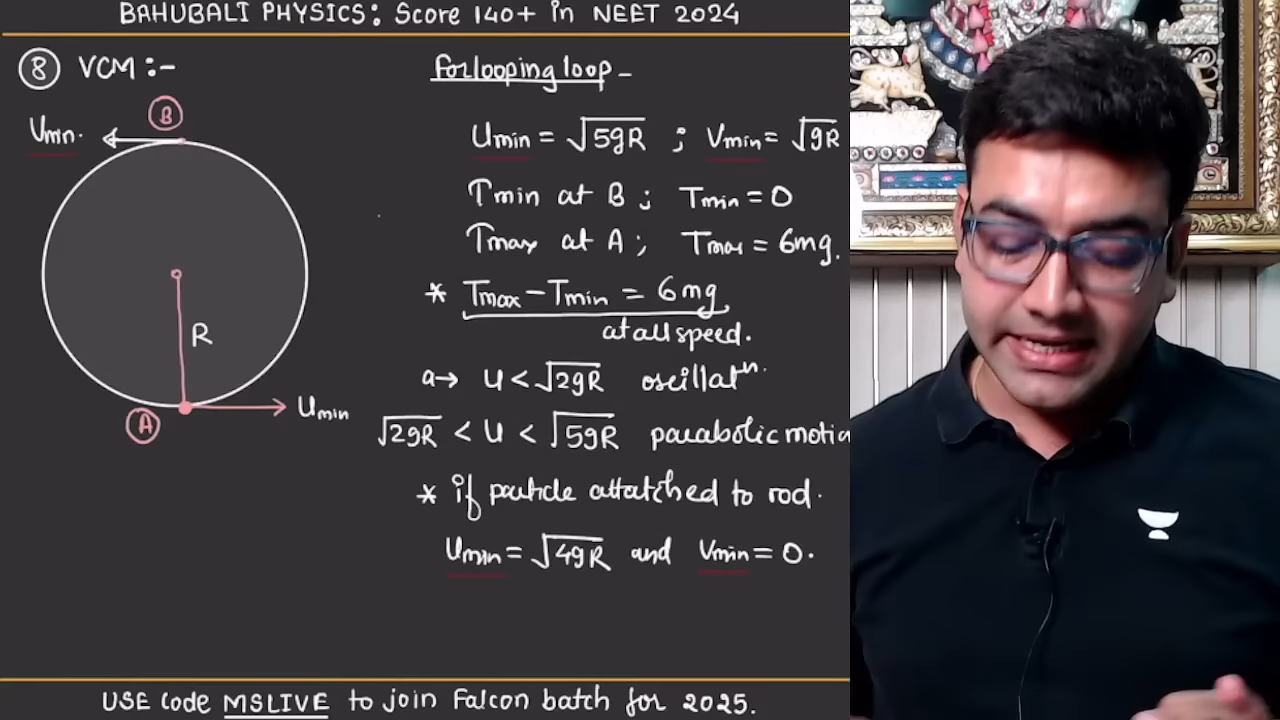 BAHUBALI PHYSICS: Score 140+ in NEET 2024
8 VCM :-
B
Vmn.
R
A
Umin
For looping loop -
Umin = √5gR ; Vmin = √gR
Tmin at B ; Tmin = 0
Tmax at A ; Tmax = 6mg.
* Tmax - Tmin = 6mg
at all speed.
a→ u < √2gR oscillatn.
√2gR < u < √5gR parabolic motio
* if particle attatched to rod.
Umin = √4gR and Vmin = 0.
USE Code MSLIVE to join Falcon batch for 2025.